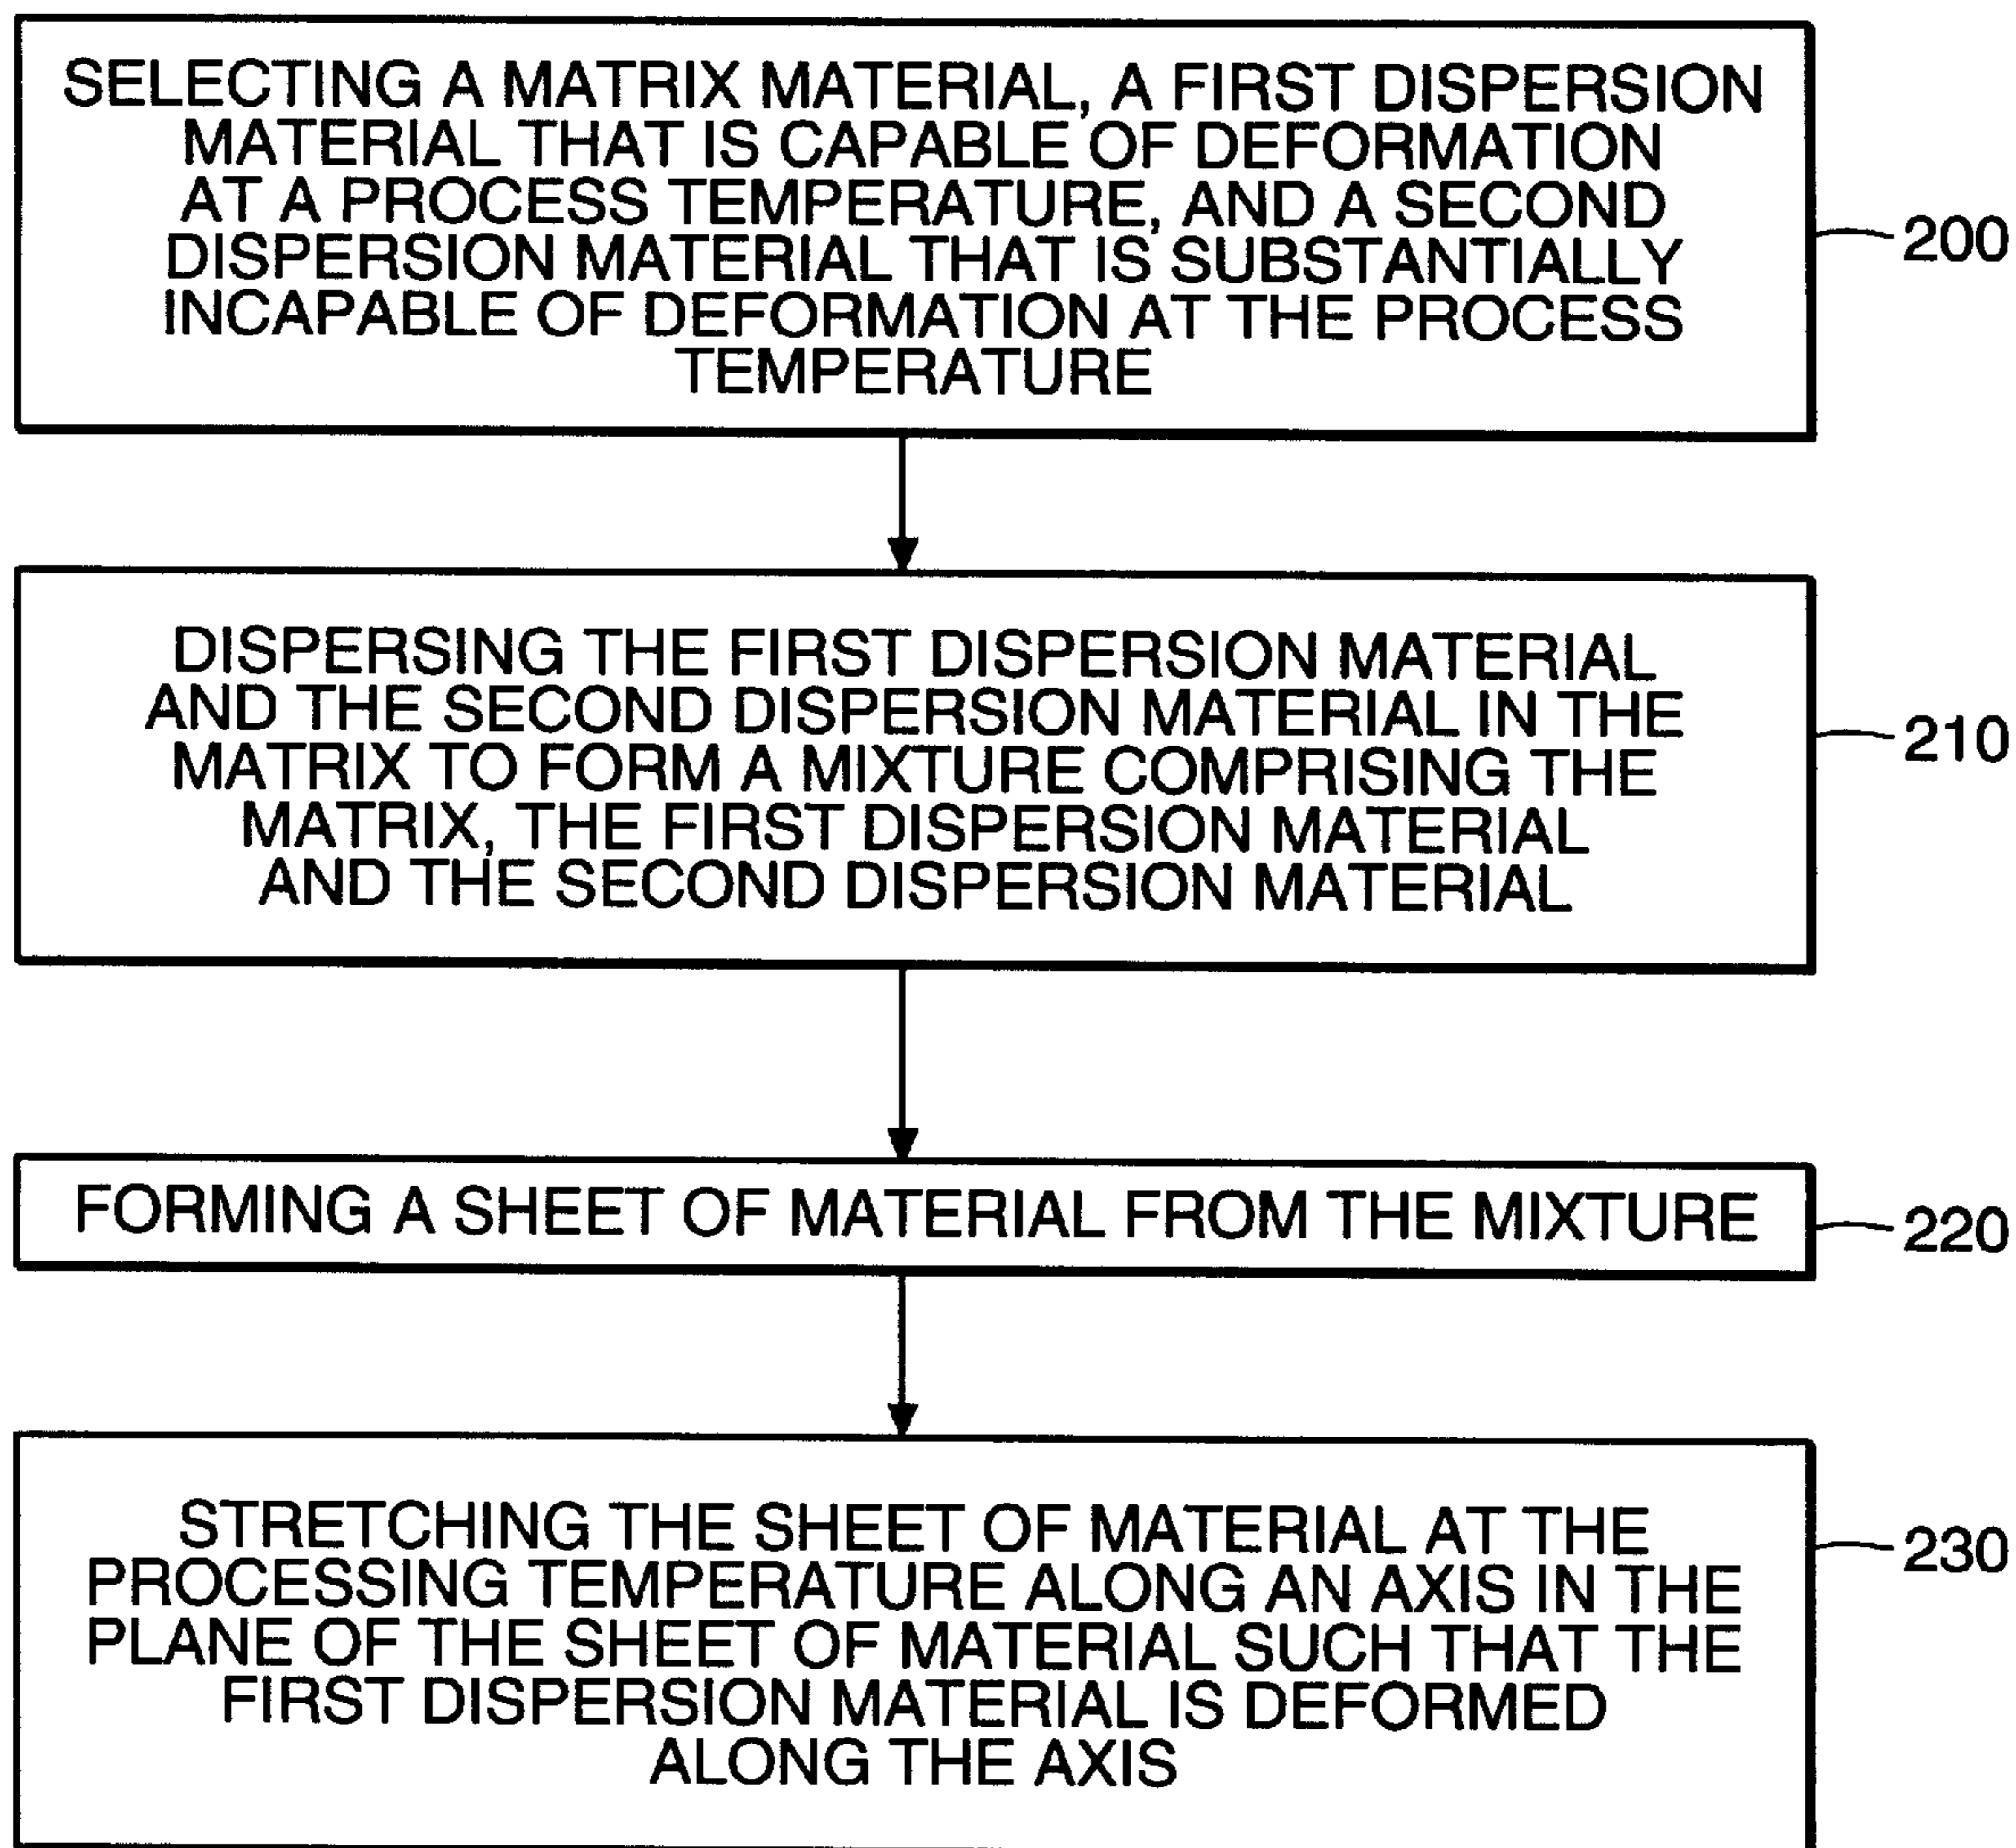 SELECTING A MATRIX MATERIAL, A FIRST DISPERSION
MATERIAL THAT IS CAPABLE OF DEFORMATION
AT A PROCESS TEMPERATURE, AND A SECOND
DISPERSION MATERIAL THAT IS SUBSTANTIALLY
INCAPABLE OF DEFORMATION AT THE PROCESS
TEMPERATURE
200
DISPERSING THE FIRST DISPERSION MATERIAL
AND THE SECOND DISPERSION MATERIAL IN THE
MATRIX TO FORM A MIXTURE COMPRISING THE
MATRIX, THE FIRST DISPERSION MATERIAL
AND THE SECOND DISPERSION MATERIAL
210
FORMING A SHEET OF MATERIAL FROM THE MIXTURE
220
STRETCHING THE SHEET OF MATERIAL AT THE
PROCESSING TEMPERATURE ALONG AN AXIS IN THE
PLANE OF THE SHEET OF MATERIAL SUCH THAT THE
FIRST DISPERSION MATERIAL IS DEFORMED
ALONG THE AXIS
230